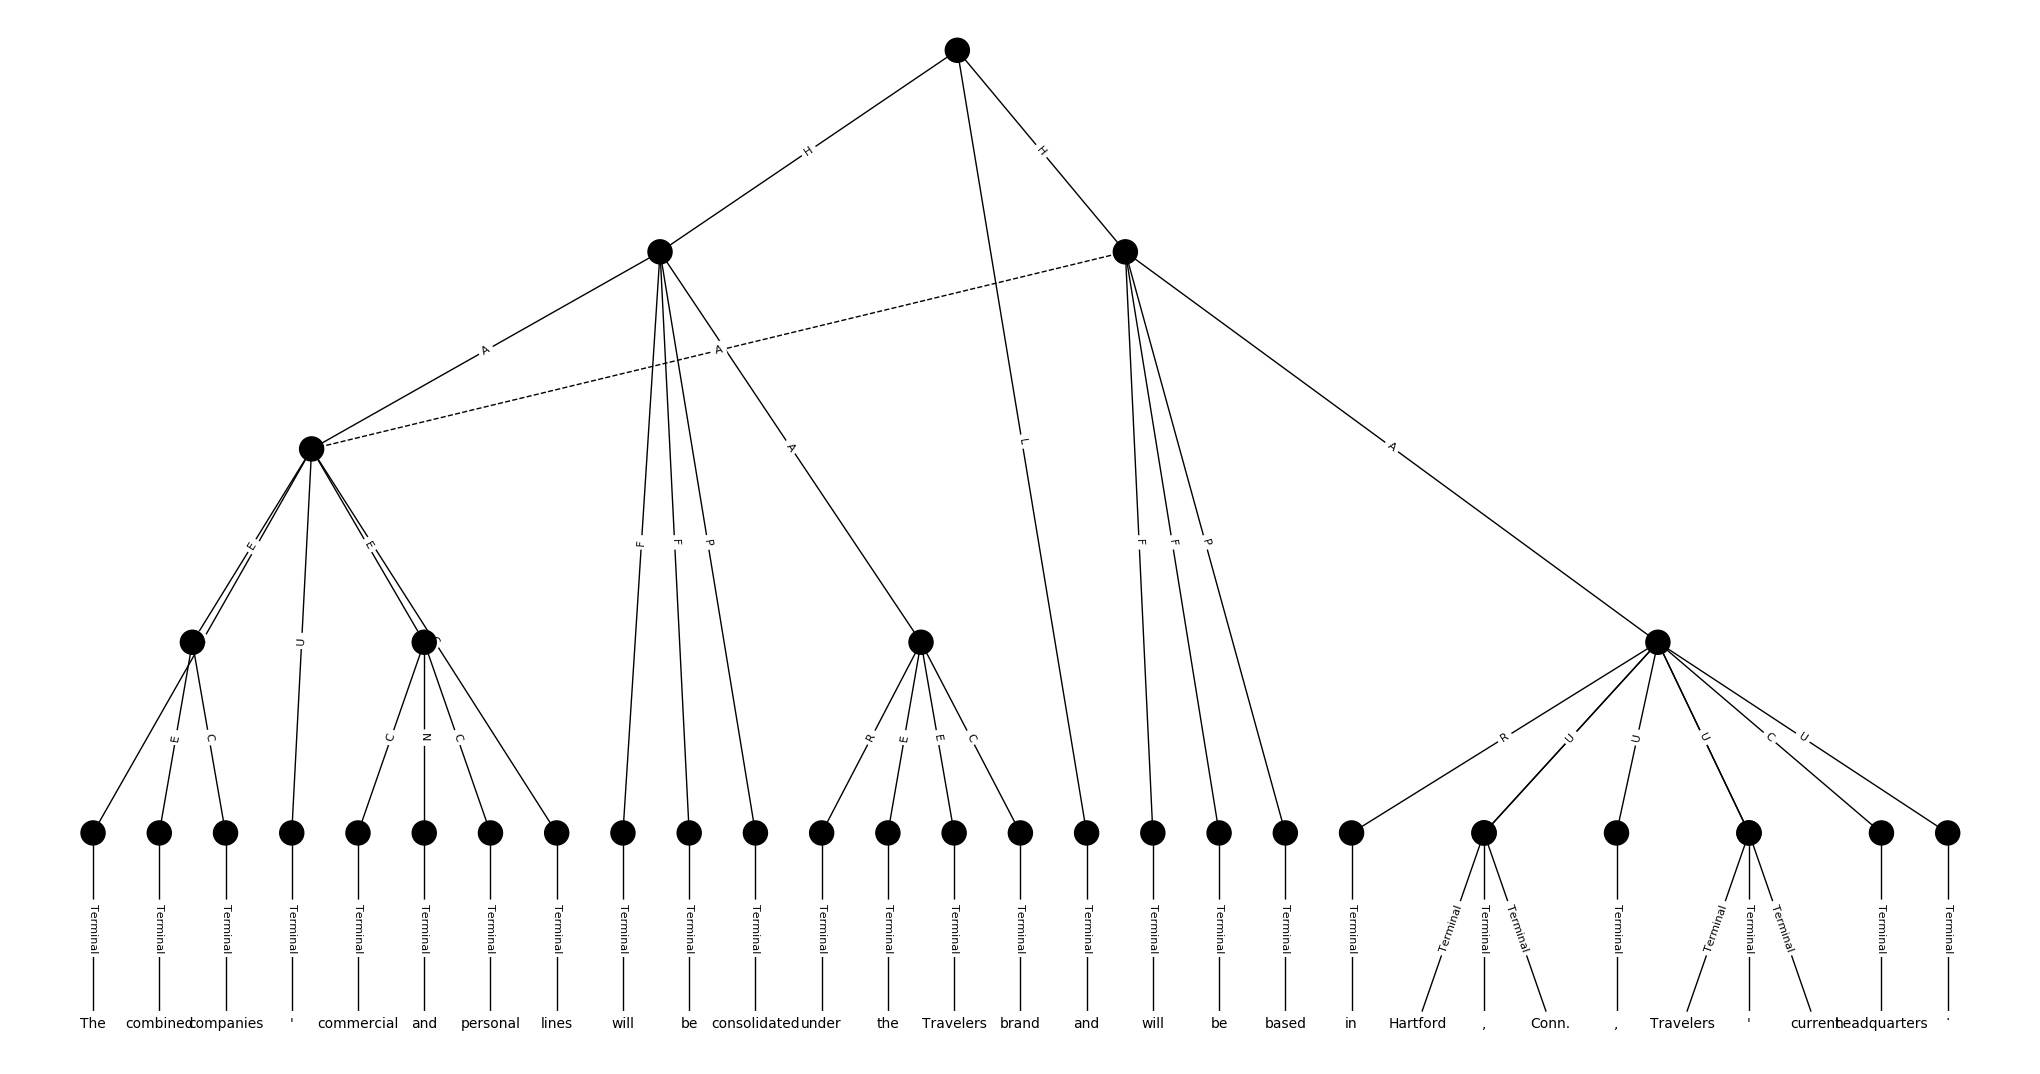 H H
A A
A L A
E E F F P F F P
U C
E C C N C R E E C R U U U C U
Terminal Terminal Terminal Terminal Terminal Terminal Terminal Terminal Terminal Terminal Terminal Terminal Terminal Terminal Terminal Terminal Terminal Terminal Terminal Terminal Terminal Terminal Terminal Terminal Terminal Terminal Terminal Terminal Terminal
The combined companies ' commercial and personal lines will be consolidated under the Travelers brand and will be based in Hartford , Conn. , Travelers ' current headquarters .